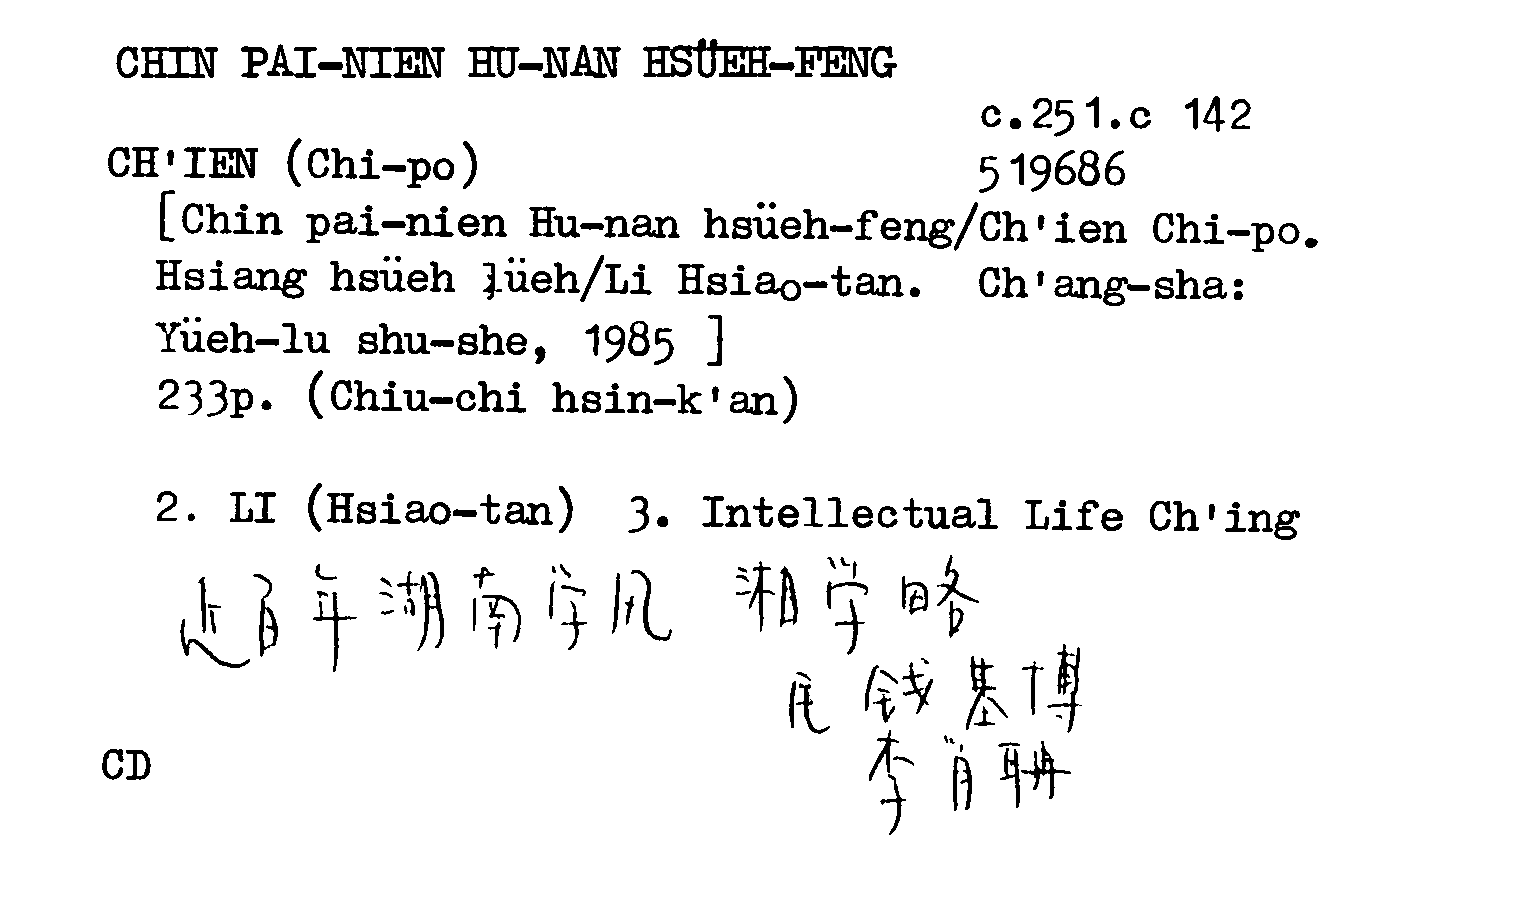 CHIN PAI-NIEN HU-NAN HSÜEH-FENG
c.251.c 142
CH'IEN (Chi-po)
519686
[Chin pai-nien Hu-nan hsüeh-feng/Ch'ien Chi-po.
Hsiang hsüeh lüeh/Li Hsiao-tan. Ch'ang-sha:
Yüeh-lu shu-she, 1985 ]
233p. (Chiu-chi hsin-k'an)
2. LI (Hsiao-tan) 3. Intellectual Life Ch'ing
近百年湖南学风 湘学略
民 钱基博
李肖聃
CD